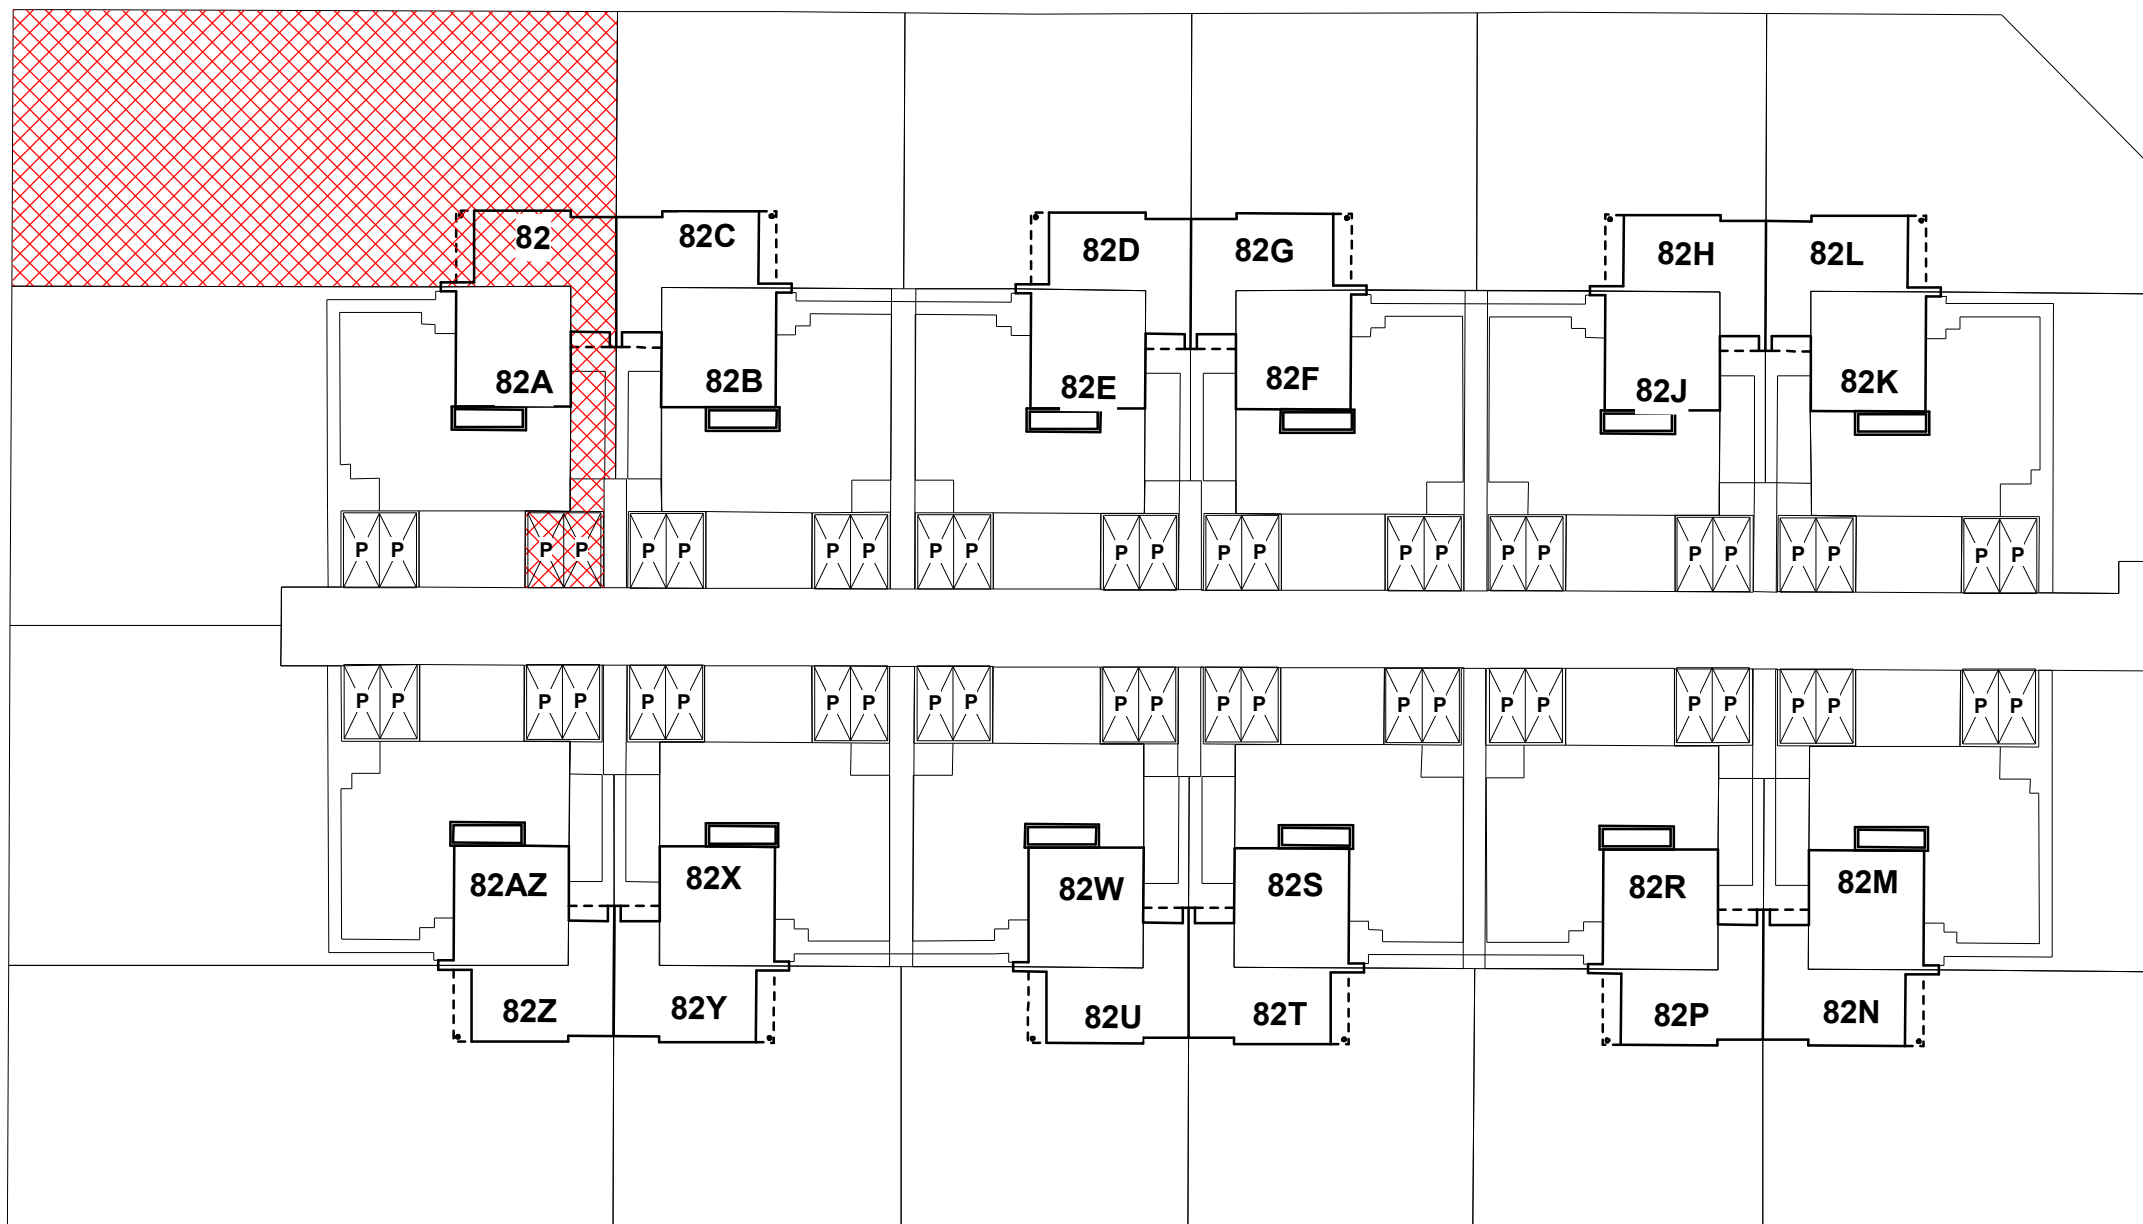 82 82C 82D 82G 82H 82L
82A 82B 82E 82F 82J 82K
P P P P P P P P P P P P P P P P P P P P P P P P
P P P P P P P P P P P P P P P P P P P P P P P P
82AZ 82X 82W 82S 82R 82M
82Z 82Y 82U 82T 82P 82N